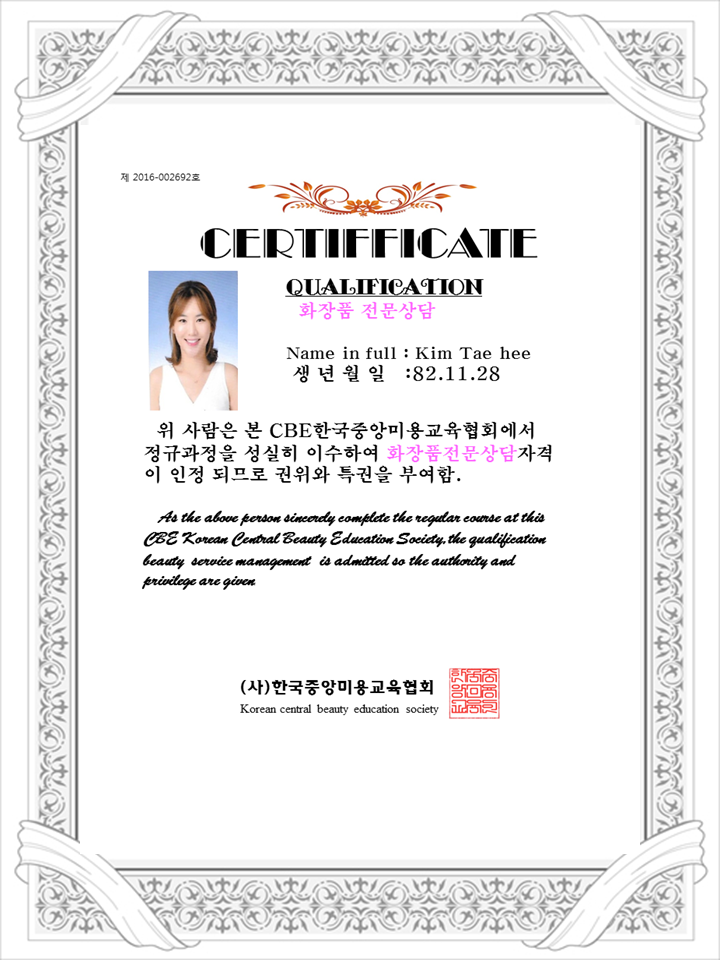 제 2016-002692호
CERTIFFICATE
QUALIFICATION
화장품 전문상담
Name in full : Kim Tae hee
생 년 월 일 :82.11.28
위 사람은 본 CBE한국중앙미용교육협회에서
정규과정을 성실히 이수하여 화장품전문상담자격
이 인정 되므로 권위와 특권을 부여함.
As the above person sincerely complete the regular course at this
CBE Korean Central Beauty Education Society,the qualification
beauty service management is admitted so the authority and
privilege are given
(사)한국중앙미용교육협회
Korean central beauty education society